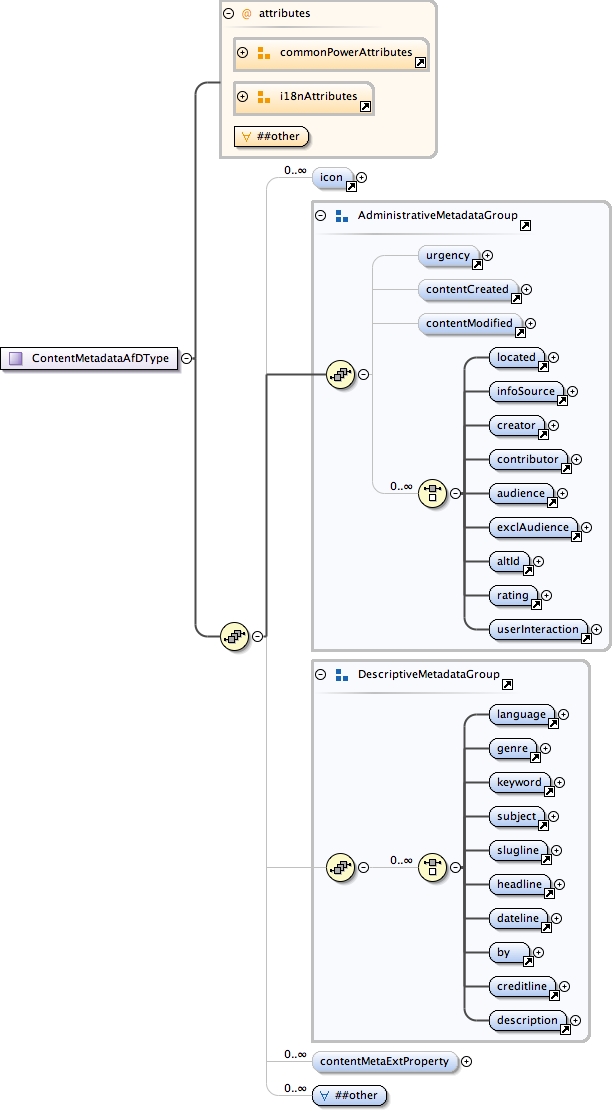 @ attributes
commonPowerAttributes
i18nAttributes
##other
0..∞
icon
AdministrativeMetadataGroup
urgency
contentCreated
contentModified
ContentMetadataAfDType
located
infoSource
creator
contributor
0..∞
audience
exclAudience
altId
rating
userInteraction
DescriptiveMetadataGroup
language
genre
keyword
subject
slugline
0..∞
headline
dateline
by
creditline
description
0..∞
contentMetaExtProperty
0..∞
##other